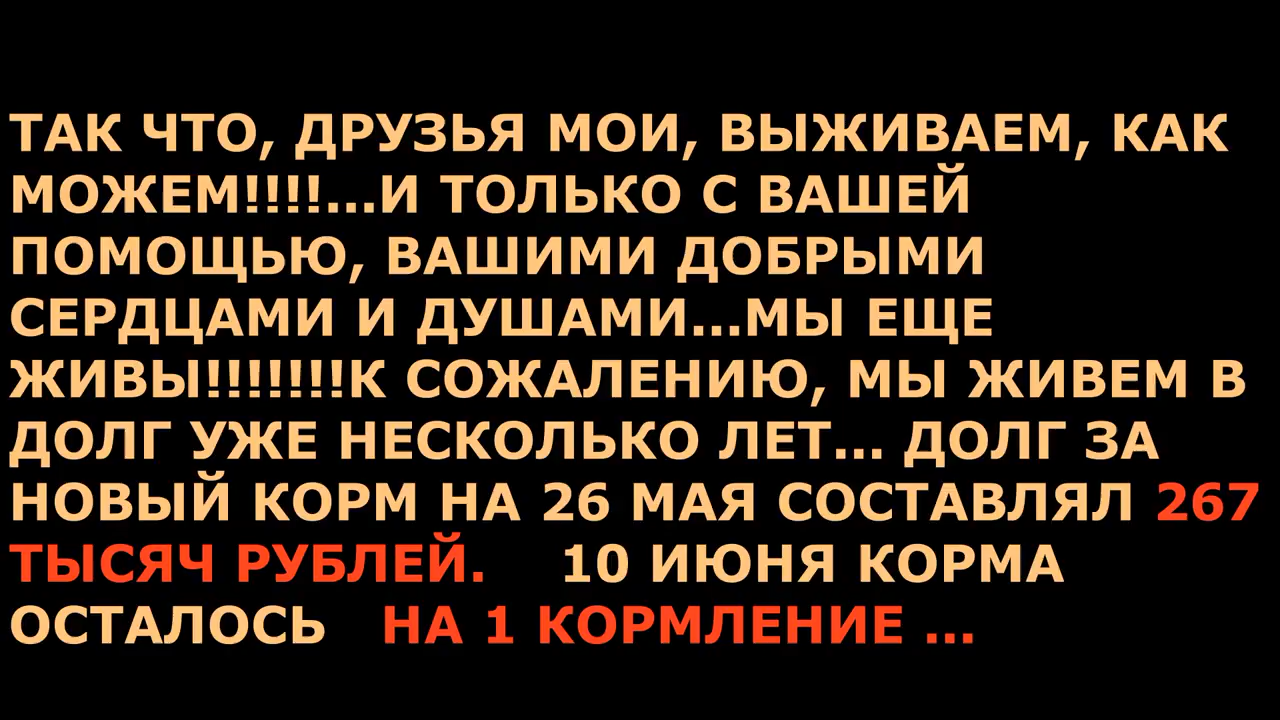 ТАК ЧТО, ДРУЗЬЯ МОИ, ВЫЖИВАЕМ, КАК
МОЖЕМ!!!!...И ТОЛЬКО С ВАШЕЙ
ПОМОЩЬЮ, ВАШИМИ ДОБРЫМИ
СЕРДЦАМИ И ДУШАМИ...МЫ ЕЩЕ
ЖИВЫ!!!!!!!К СОЖАЛЕНИЮ, МЫ ЖИВЕМ В
ДОЛГ УЖЕ НЕСКОЛЬКО ЛЕТ... ДОЛГ ЗА
НОВЫЙ КОРМ НА 26 МАЯ СОСТАВЛЯЛ 267
ТЫСЯЧ РУБЛЕЙ. 10 ИЮНЯ КОРМА
ОСТАЛОСЬ НА 1 КОРМЛЕНИЕ ...